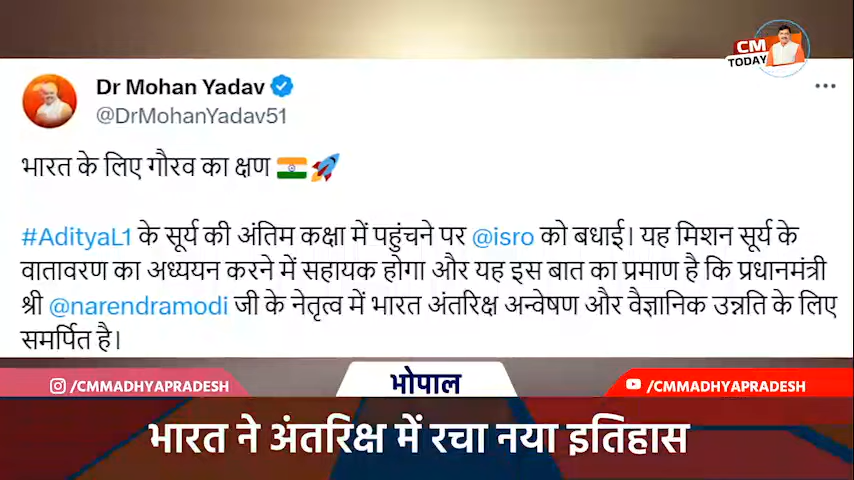 CM
TODAY
Dr Mohan Yadav
@DrMohanYadav51
भारत के लिए गौरव का क्षण 🇮🇳🚀
#AdityaL1 के सूर्य की अंतिम कक्षा में पहुंचने पर @isro को बधाई। यह मिशन सूर्य के
वातावरण का अध्ययन करने में सहायक होगा और यह इस बात का प्रमाण है कि प्रधानमंत्री
श्री @narendramodi जी के नेतृत्व में भारत अंतरिक्ष अन्वेषण और वैज्ञानिक उन्नति के लिए
समर्पित है।
/CMMADHYAPRADESH
भोपाल
/CMMADHYAPRADESH
भारत ने अंतरिक्ष में रचा नया इतिहास